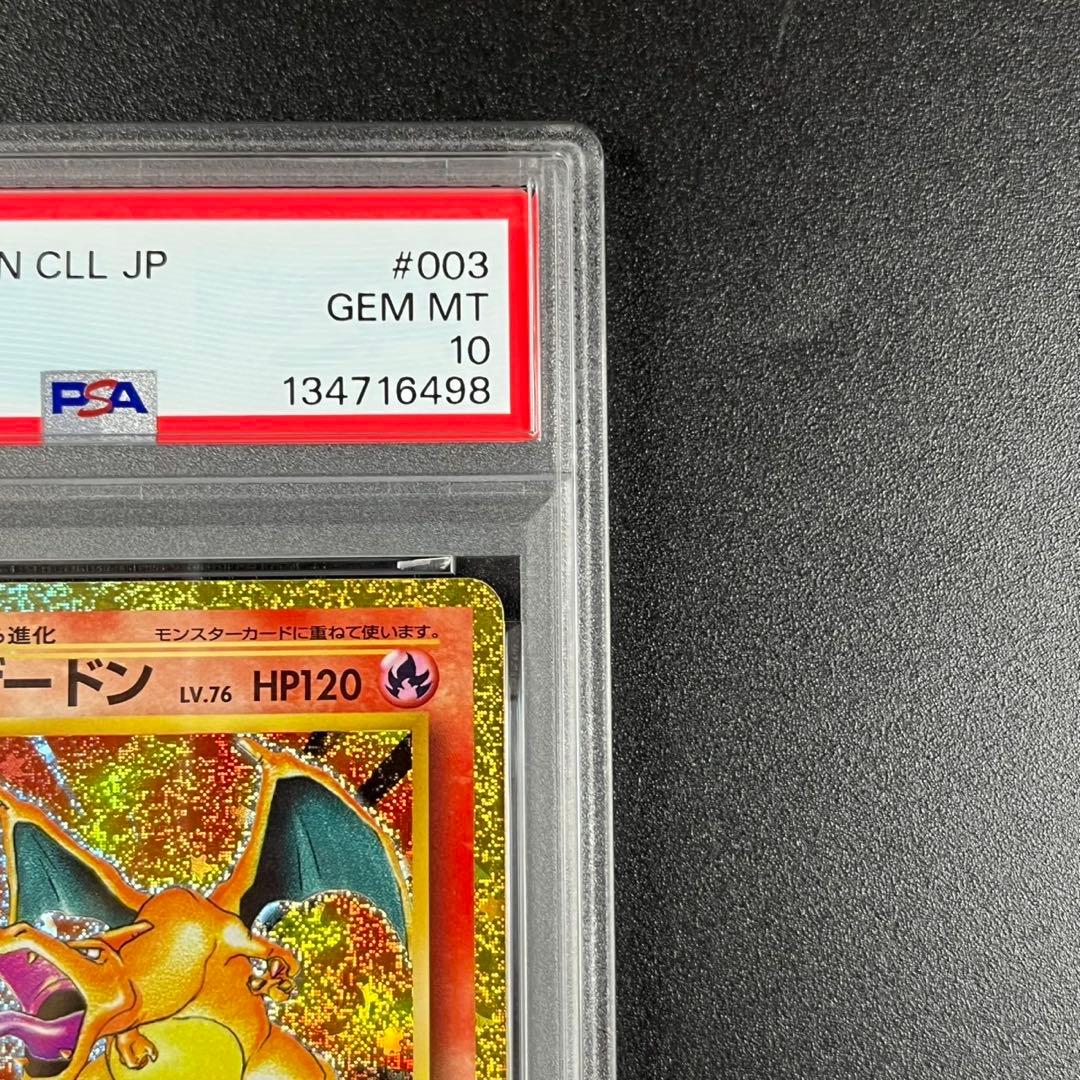 N CLL JP #003
GEM MT
10
PSA 134716498
進化 モンスターカードに重ねて使います。
ードン LV.76 HP120